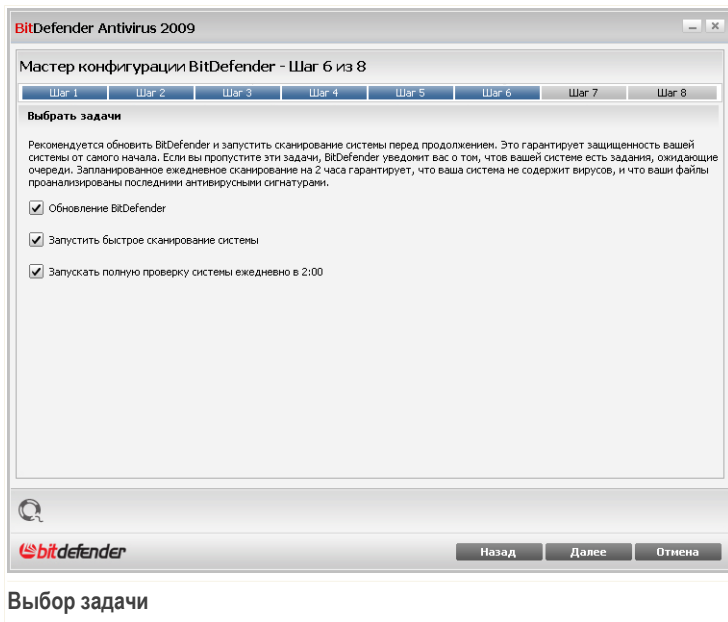 BitDefender Antivirus 2009
Мастер конфигурации BitDefender - Шаг 6 из 8
Шаг 1 Шаг 2 Шаг 3 Шаг 4 Шаг 5 Шаг 6 Шаг 7 Шаг 8
Выбрать задачи
Рекомендуется обновить BitDefender и запустить сканирование системы перед продолжением. Это гарантирует защищенность вашей
системы от самого начала. Если вы пропустите эти задачи, BitDefender уведомит вас о том, чтов вашей системе есть задания, ожидающие
очереди. Запланированное ежедневное сканирование на 2 часа гарантирует, что ваша система не содержит вирусов, и что ваши файлы
проанализированы последними антивирусными сигнатурами.
Обновление BitDefender
Запустить быстрое сканирование системы
Запускать полную проверку системы ежедневно в 2:00
bitdefender
Назад Далее Отмена
Выбор задачи